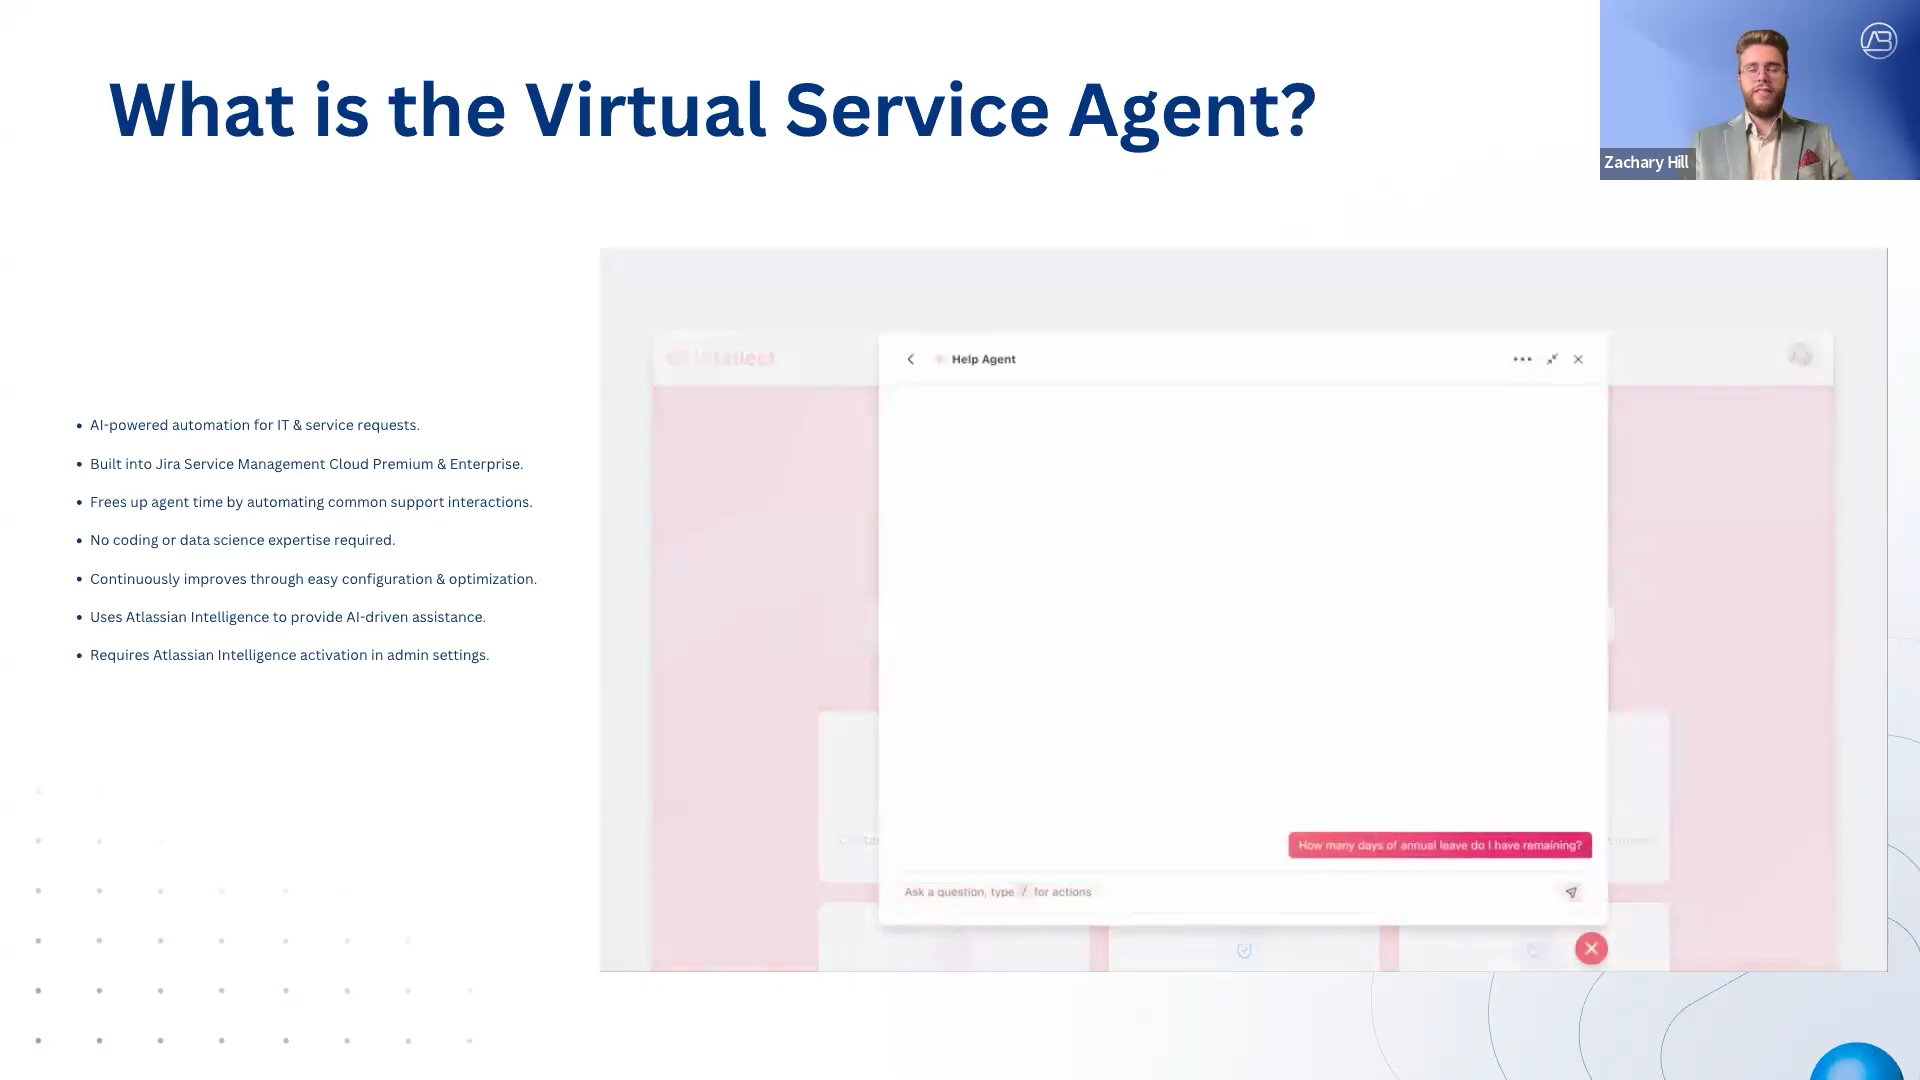 What is the Virtual Service Agent?
Zachary Hill
• AI-powered automation for IT & service requests.
• Built into Jira Service Management Cloud Premium & Enterprise.
• Frees up agent time by automating common support interactions.
• No coding or data science expertise required.
• Continuously improves through easy configuration & optimization.
• Uses Atlassian Intelligence to provide AI-driven assistance.
• Requires Atlassian Intelligence activation in admin settings.
Help Agent
How many days of annual leave do I have remaining?
Ask a question, type / for actions